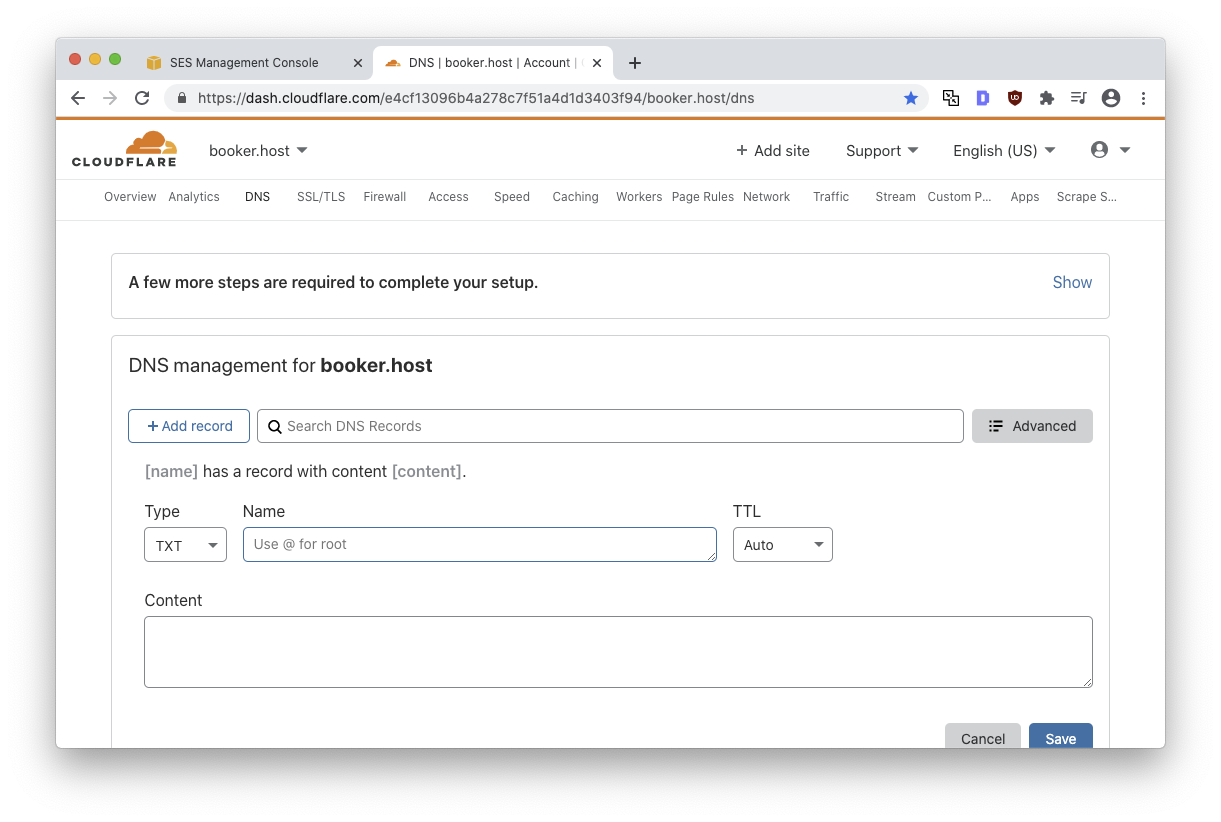 SES Management Console
DNS | booker.host | Account |
https://dash.cloudflare.com/e4cf13096b4a278c7f51a4d1d3403f94/booker.host/dns
CLOUDFLARE
booker.host
+ Add site
Support
English (US)
Overview Analytics DNS SSL/TLS Firewall Access Speed Caching Workers Page Rules Network Traffic Stream Custom P... Apps Scrape S...
A few more steps are required to complete your setup.
Show
DNS management for booker.host
+ Add record
Search DNS Records
Advanced
[name] has a record with content [content].
Type Name TTL
TXT Use @ for root Auto
Content
Cancel Save